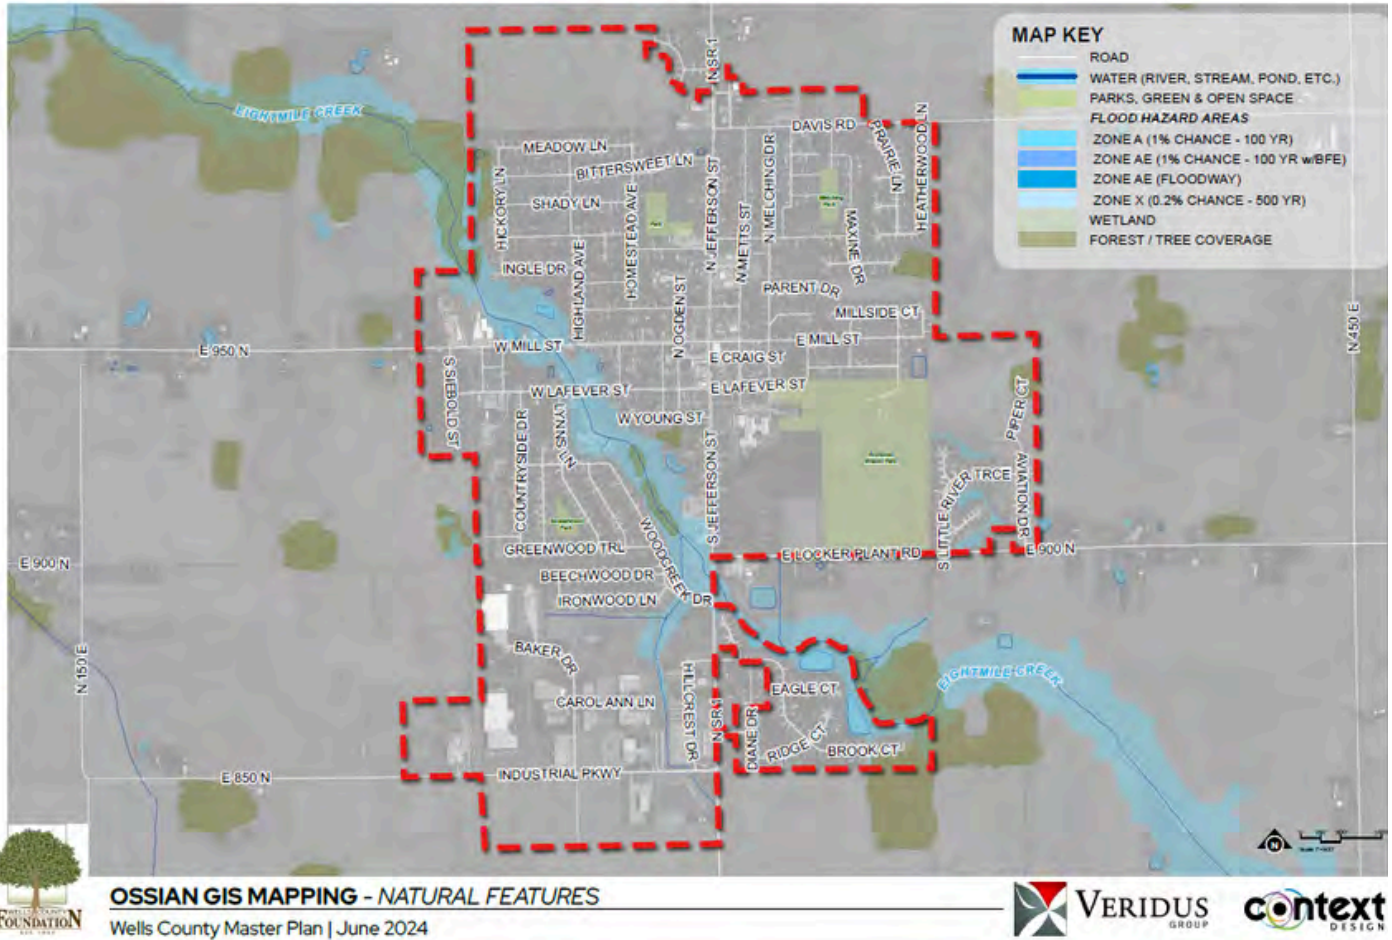 MAP KEY
ROAD
WATER (RIVER, STREAM, POND, ETC.)
PARKS, GREEN & OPEN SPACE
FLOOD HAZARD AREAS
ZONE A (1% CHANCE - 100 YR)
ZONE AE (1% CHANCE - 100 YR w/BFE)
ZONE AE (FLOODWAY)
ZONE X (0.2% CHANCE - 500 YR)
WETLAND
FOREST / TREE COVERAGE
N SR 1
EIGHTMILE CREEK
DAVIS RD
PRAIRIE LN
HEATHERWOOD LN
MEADOW LN
BITTERSWEET LN
HICKORY LN
SHADY LN
HOMESTEAD AVE
Park
N JEFFERSON ST
N METTS ST
N MELCHING DR
MAXINE DR
INGLE DR
HIGHLAND AVE
N OGDEN ST
PARENT DR
MILLSIDE CT
N 450 E
E 950 N
W MILL ST
E MILL ST
E CRAIG ST
S SIEBOLD ST
W LAFEVER ST
E LAFEVER ST
PIPER CT
COUNTRYSIDE DR
LYNNS LN
W YOUNG ST
S JEFFERSON ST
S LITTLE RIVER TRCE
AVIATION DR
Park
WOODCREEK DR
GREENWOOD TRL
E LOCKER PLANT RD
E 900 N
E 900 N
BEECHWOOD DR
IRONWOOD LN
N 150 E
BAKER DR
HILLCREST DR
EAGLE CT
EIGHTMILE CREEK
CAROL ANN LN
N SR 1
DIANE DR
RIDGE CT
BROOK CT
E 850 N
INDUSTRIAL PKWY
N
WELLS COUNTY
FOUNDATION
OSSIAN GIS MAPPING - NATURAL FEATURES
Wells County Master Plan | June 2024
VERIDUS
GROUP
context
DESIGN